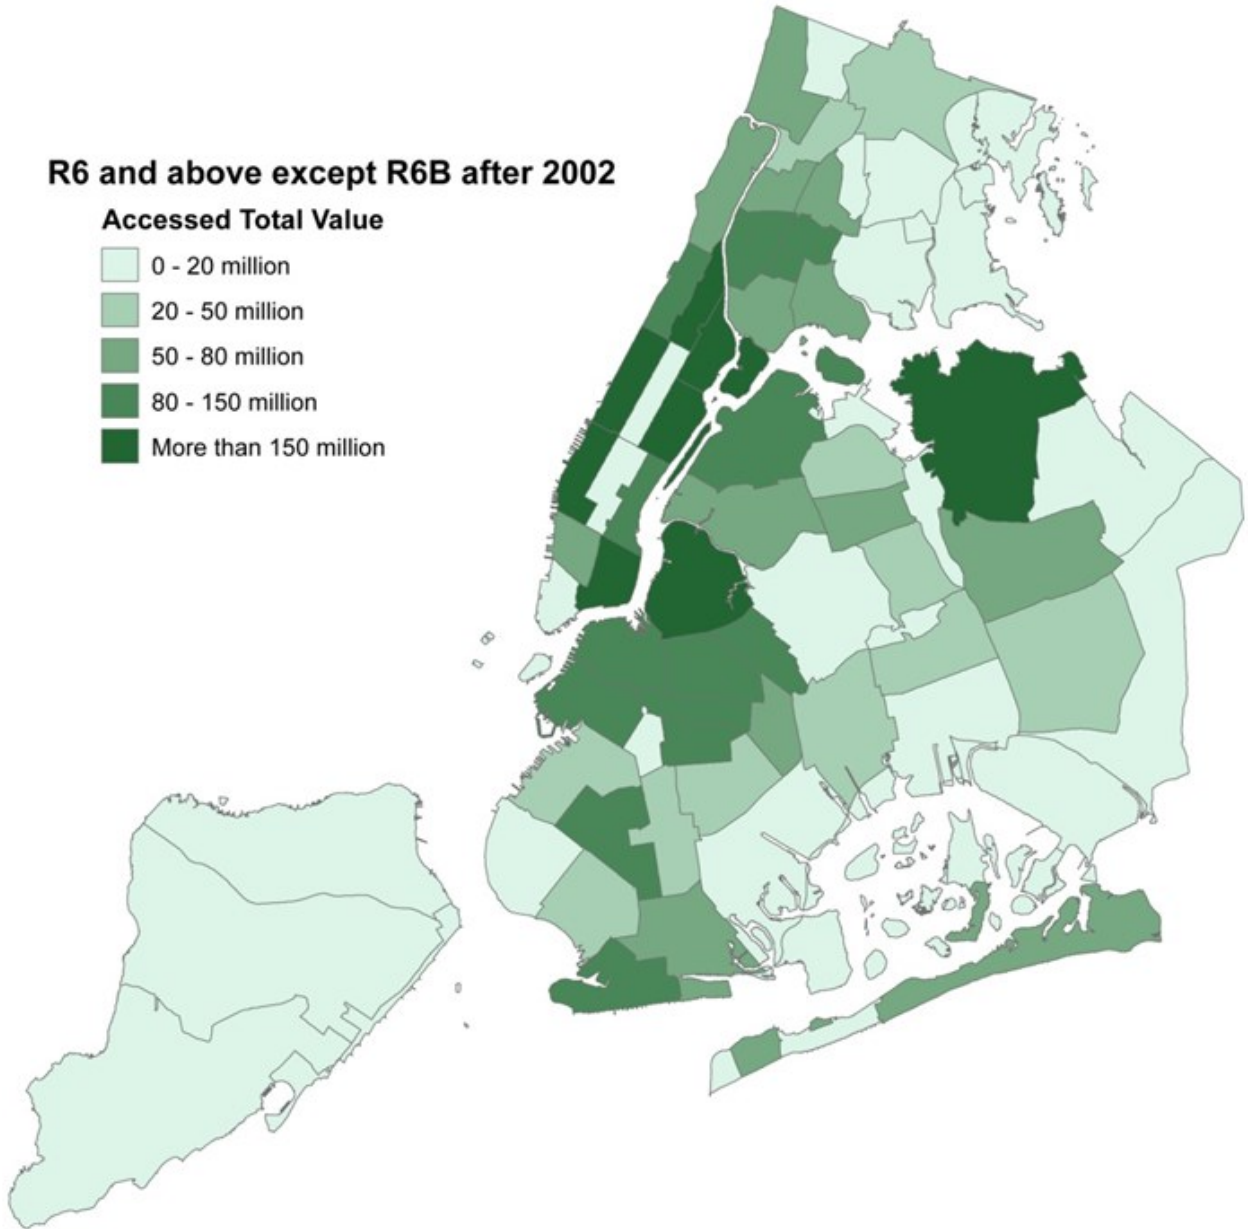 R6 and above except R6B after 2002
Accessed Total Value
0 - 20 million
20 - 50 million
50 - 80 million
80 - 150 million
More than 150 million